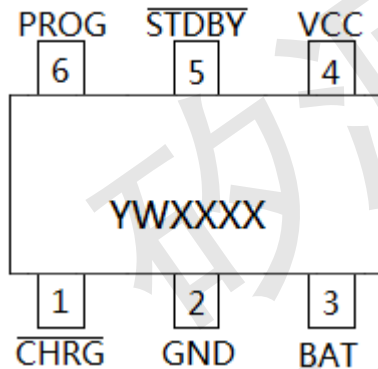 PROG STDBY VCC
6 5 4
YWXXXX
1 2 3
CHRG GND BAT